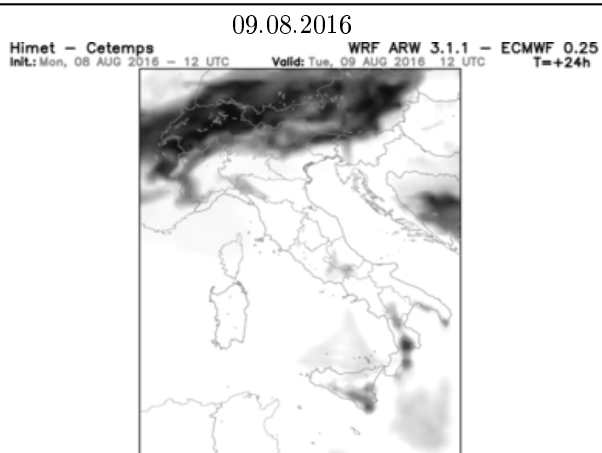 09.08.2016
Himet – Cetemps WRF ARW 3.1.1 – ECMWF 0.25
Init.: Mon, 08 AUG 2016 – 12 UTC Valid: Tue, 09 AUG 2016 12 UTC T=+24h